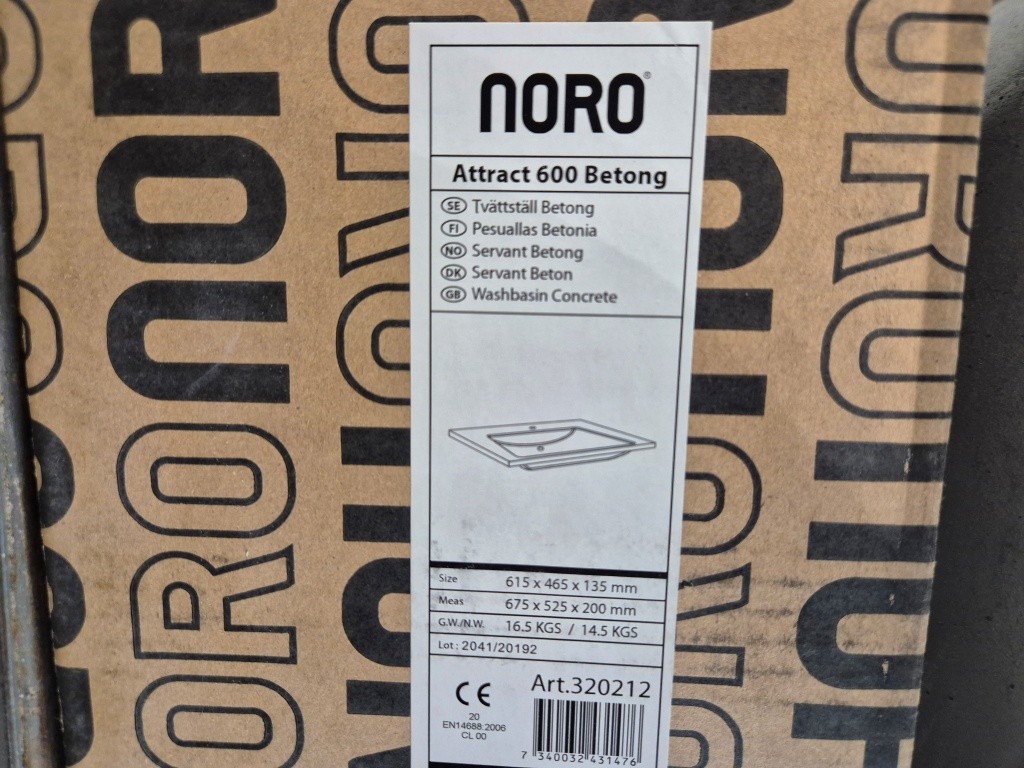 NORO®
Attract 600 Betong
SE Tvättställ Betong
FI Pesuallas Betonia
NO Servant Betong
DK Servant Beton
GB Washbasin Concrete
Size 615 x 465 x 135 mm
Meas 675 x 525 x 200 mm
G.W./N.W. 16.5 KGS / 14.5 KGS
Lot : 2041/20192
CE Art.320212
20
EN14688:2006
CL 00
7 340032 431476
NORO
NORO